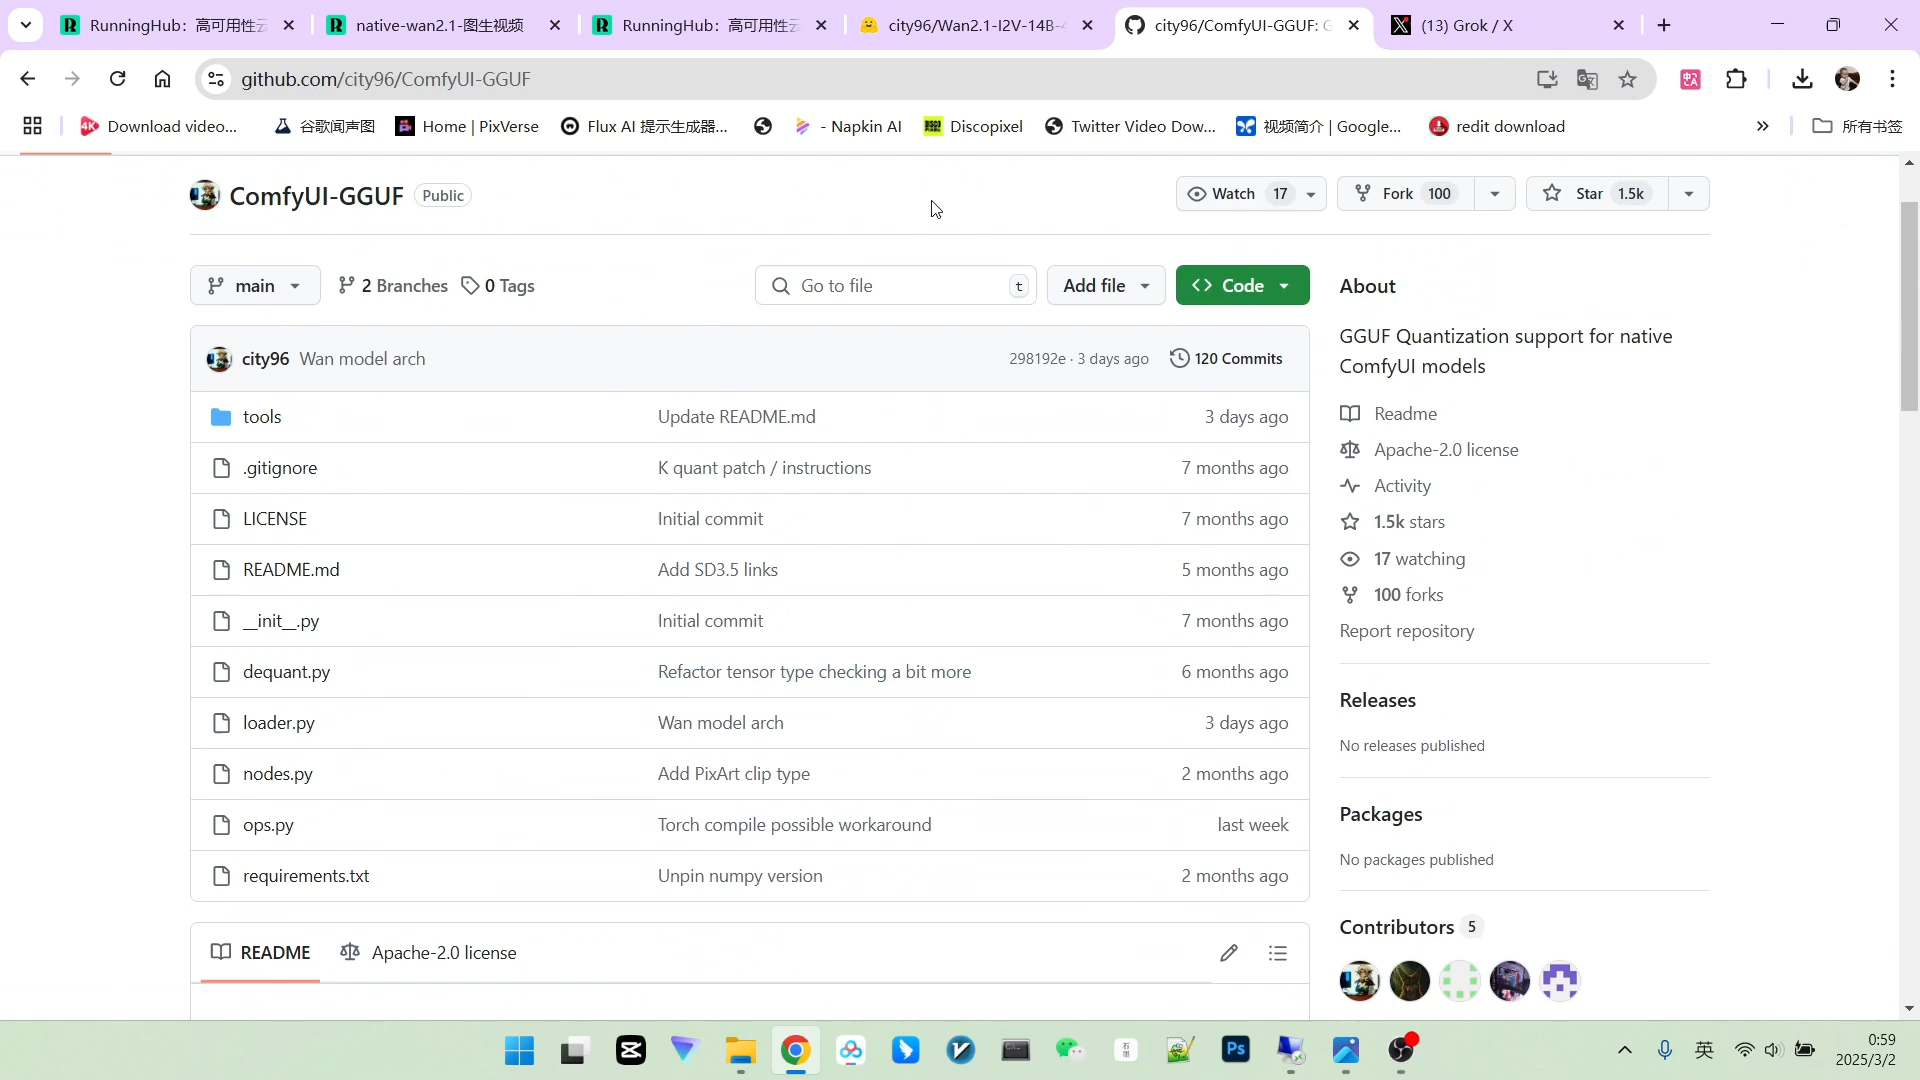 RunningHub：高可用性云
native-wan2.1-图生视频
RunningHub：高可用性云
city96/Wan2.1-I2V-14B-
city96/ComfyUI-GGUF: G
(13) Grok / X
github.com/city96/ComfyUI-GGUF
Download video...
谷歌闻声图
Home | PixVerse
Flux AI 提示生成器...
- Napkin AI
Discopixel
Twitter Video Dow...
视频简介 | Google...
redit download
所有书签
ComfyUI-GGUF
Public
Watch 17
Fork 100
Star 1.5k
main
2 Branches
0 Tags
Go to file
t
Add file
Code
About
GGUF Quantization support for native
ComfyUI models
city96 Wan model arch
298192e · 3 days ago
120 Commits
tools
Update README.md
3 days ago
.gitignore
K quant patch / instructions
7 months ago
LICENSE
Initial commit
7 months ago
README.md
Add SD3.5 links
5 months ago
__init__.py
Initial commit
7 months ago
dequant.py
Refactor tensor type checking a bit more
6 months ago
loader.py
Wan model arch
3 days ago
nodes.py
Add PixArt clip type
2 months ago
ops.py
Torch compile possible workaround
last week
requirements.txt
Unpin numpy version
2 months ago
Readme
Apache-2.0 license
Activity
1.5k stars
17 watching
100 forks
Report repository
Releases
No releases published
Packages
No packages published
Contributors 5
README
Apache-2.0 license
Ps
英
0:59
2025/3/2